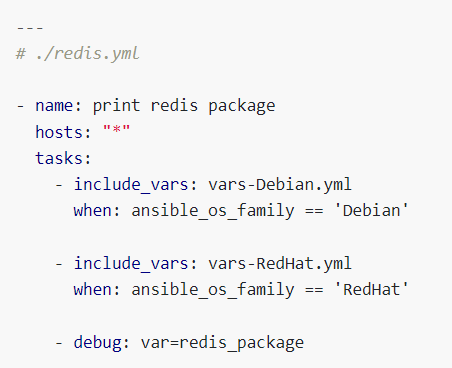 ---
# ./redis.yml

- name: print redis package
  hosts: "*"
  tasks:
    - include_vars: vars-Debian.yml
      when: ansible_os_family == 'Debian'

    - include_vars: vars-RedHat.yml
      when: ansible_os_family == 'RedHat'

    - debug: var=redis_package